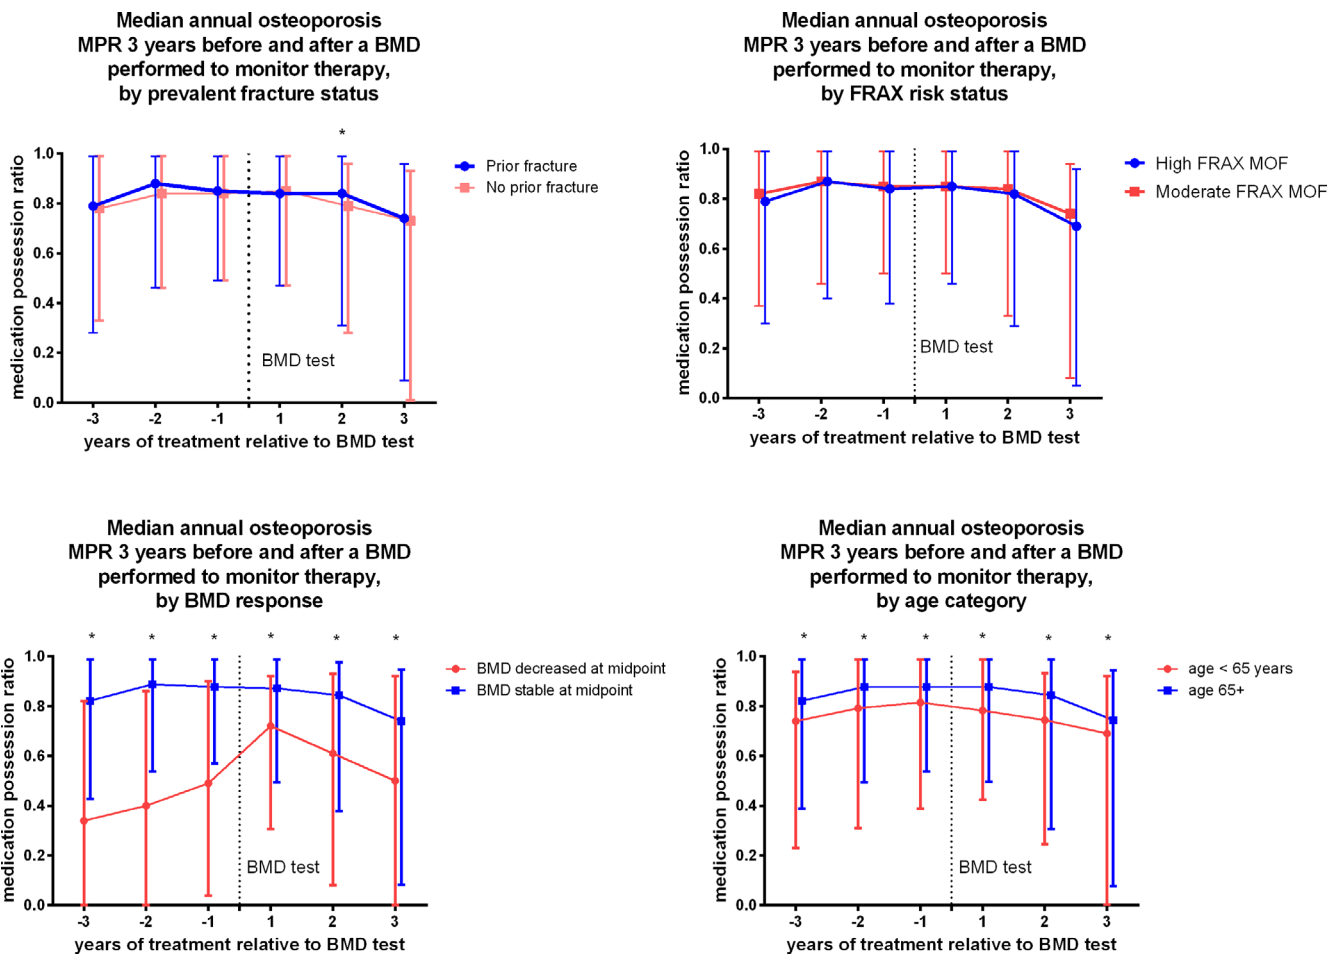 Median annual osteoporosis
MPR 3 years before and after a BMD
performed to monitor therapy,
by prevalent fracture status
*
medication possession ratio
1.0
0.8
0.6
0.4
0.2
0.0
BMD test
-3 -2 -1 1 2 3
years of treatment relative to BMD test
Prior fracture
No prior fracture
Median annual osteoporosis
MPR 3 years before and after a BMD
performed to monitor therapy,
by FRAX risk status
medication possession ratio
1.0
0.8
0.6
0.4
0.2
0.0
BMD test
-3 -2 -1 1 2 3
years of treatment relative to BMD test
High FRAX MOF
Moderate FRAX MOF
Median annual osteoporosis
MPR 3 years before and after a BMD
performed to monitor therapy,
by BMD response
* * * * * *
medication possession ratio
1.0
0.8
0.6
0.4
0.2
0.0
BMD test
-3 -2 -1 1 2 3
years of treatment relative to BMD test
BMD decreased at midpoint
BMD stable at midpoint
Median annual osteoporosis
MPR 3 years before and after a BMD
performed to monitor therapy,
by age category
* * * * * *
medication possession ratio
1.0
0.8
0.6
0.4
0.2
0.0
BMD test
-3 -2 -1 1 2 3
years of treatment relative to BMD test
age < 65 years
age 65+